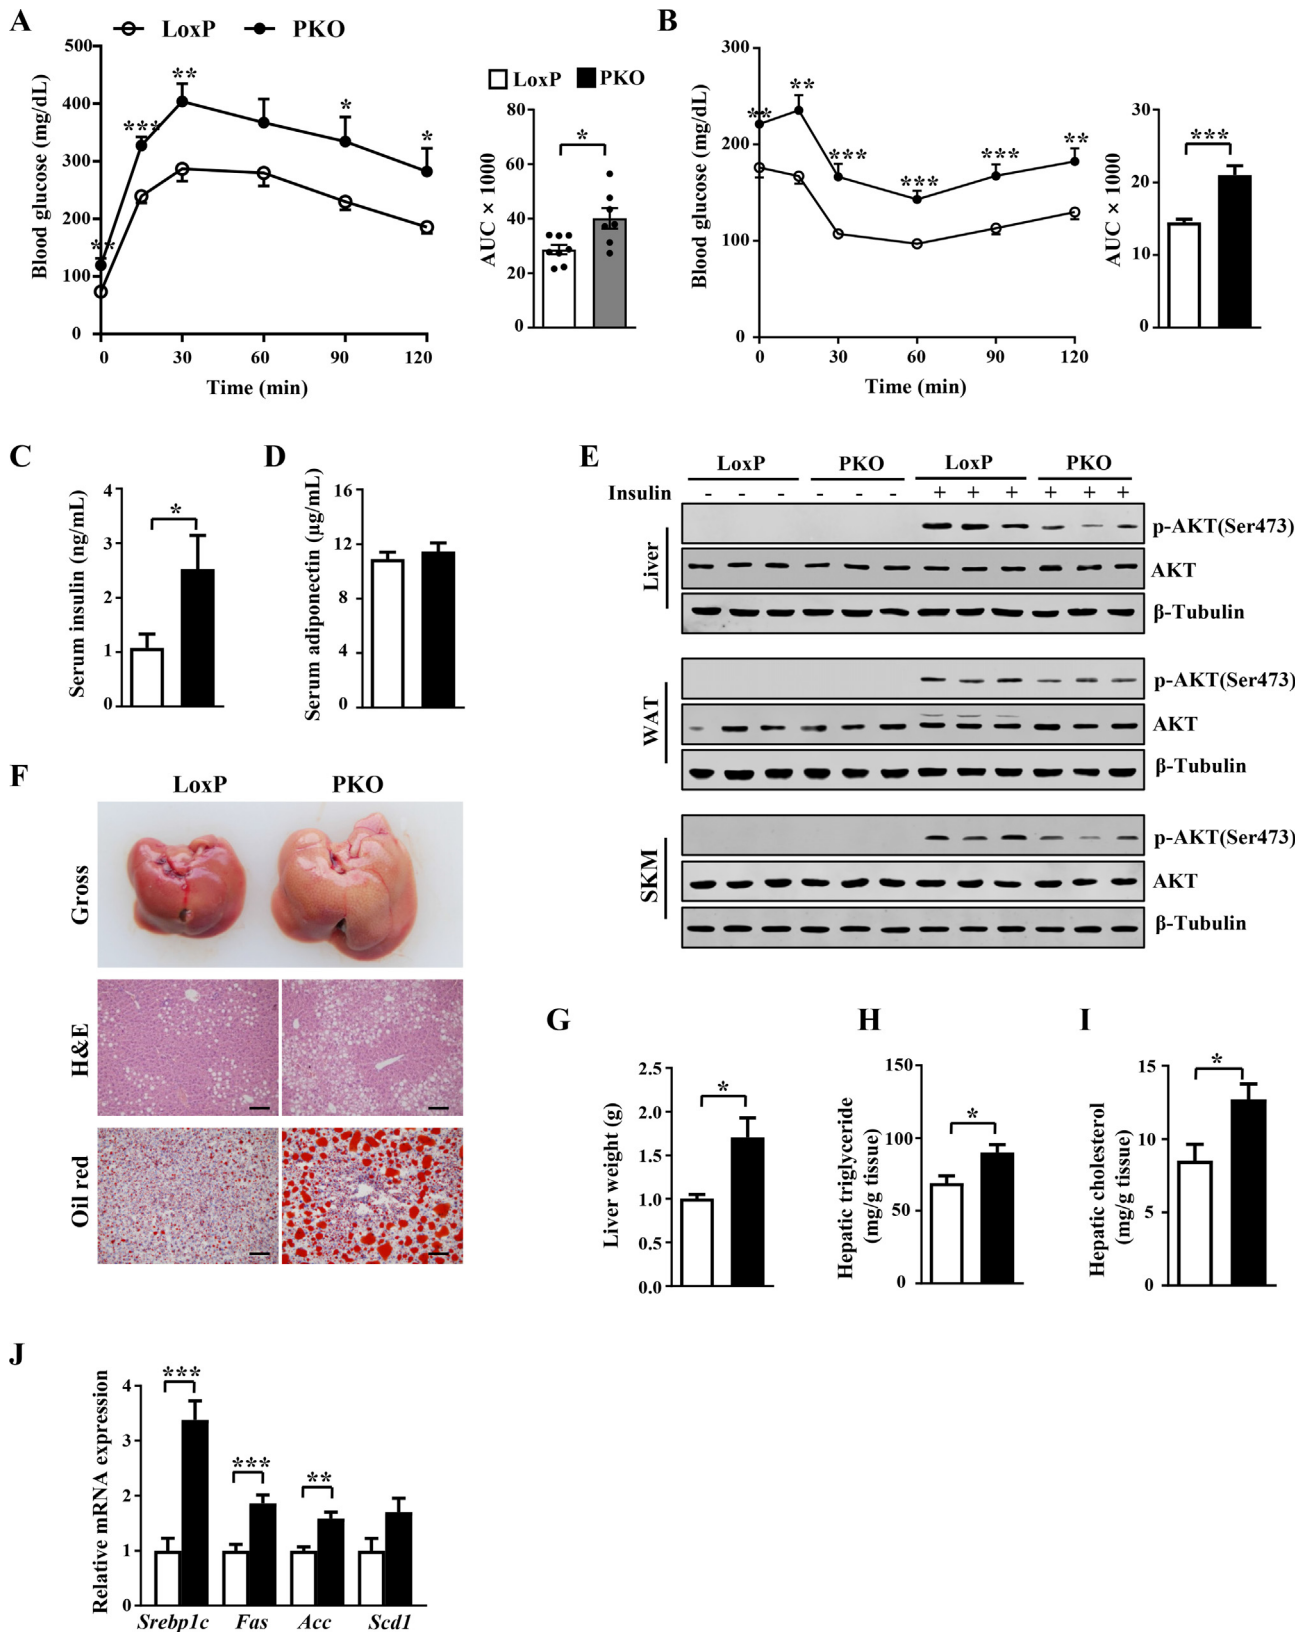 A
LoxP PKO
Blood glucose (mg/dL)
500
400
300
200
100
0
** *** ** * *
0 30 60 90 120
Time (min)
LoxP PKO
AUC × 1000
80
60
40
20
0
*
B
Blood glucose (mg/dL)
300
200
100
0
** ** *** *** *** **
0 30 60 90 120
Time (min)
AUC × 1000
30
20
10
0
***
C
Serum insulin (ng/mL)
4
3
2
1
0
*
D
Serum adiponectin (μg/mL)
16
12
8
4
0
E
LoxP PKO LoxP PKO
Insulin - - - - - - + + + + + +
Liver
p-AKT(Ser473)
AKT
β-Tubulin
WAT
p-AKT(Ser473)
AKT
β-Tubulin
SKM
p-AKT(Ser473)
AKT
β-Tubulin
F
LoxP PKO
Gross
H&E
Oil red
G
Liver weight (g)
2.5
2.0
1.5
1.0
0.5
0.0
*
H
Hepatic triglyceride
(mg/g tissue)
150
100
50
0
*
I
Hepatic cholesterol
(mg/g tissue)
15
10
5
0
*
J
Relative mRNA expression
4
3
2
1
0
*** *** **
Srebp1c Fas Acc Scd1